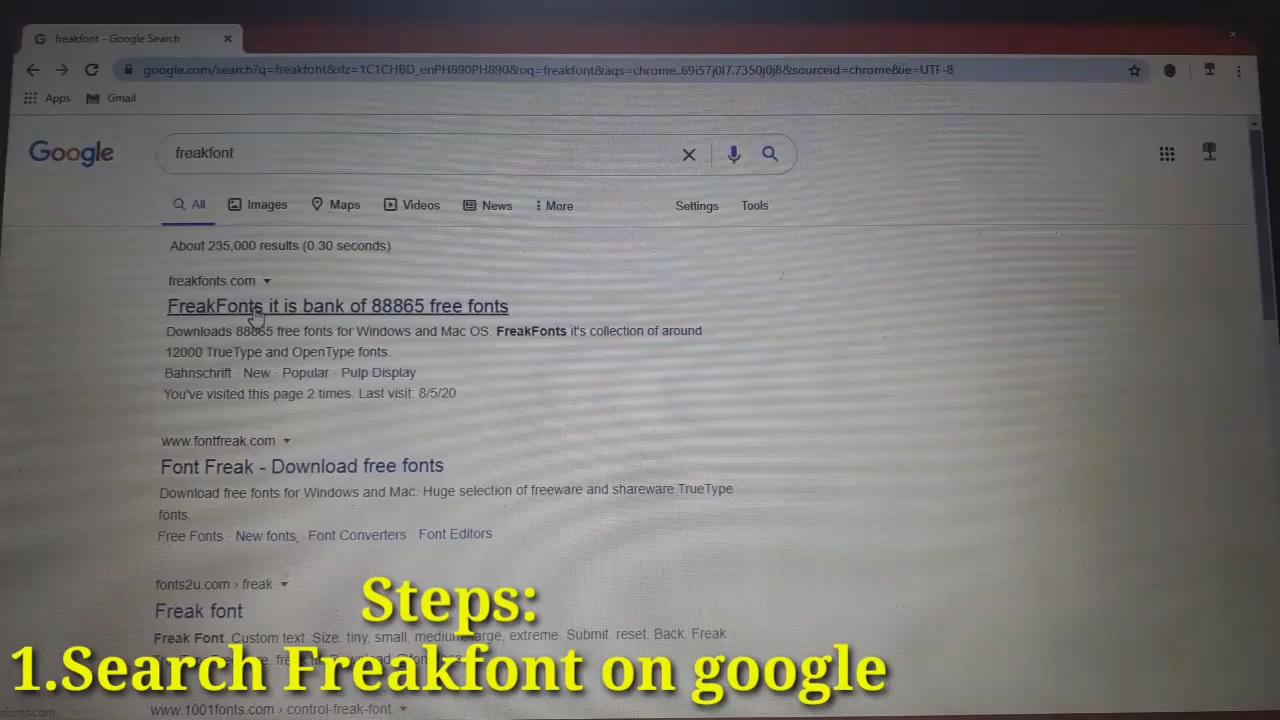 freakfont - Google Search
google.com/search?q=freakfont&rlz=1C1CHBD_enPH890PH890&oq=freakfont&aqs=chrome..69i57j0l7.7350j0j8&sourceid=chrome&ie=UTF-8
Apps Gmail
Google freakfont
All Images Maps Videos News More Settings Tools
About 235,000 results (0.30 seconds)
freakfonts.com
FreakFonts it is bank of 88865 free fonts
Downloads 88865 free fonts for Windows and Mac OS. FreakFonts it's collection of around
12000 TrueType and OpenType fonts.
Bahnschrift · New · Popular · Pulp Display
You've visited this page 2 times. Last visit: 8/5/20
www.fontfreak.com
Font Freak - Download free fonts
Download free fonts for Windows and Mac. Huge selection of freeware and shareware TrueType
fonts.
Free Fonts · New fonts · Font Converters · Font Editors
fonts2u.com › freak
Freak font
Freak Font. Custom text. Size. tiny, small, medium, large, extreme. Submit. reset. Back. Freak
Steps:
1.Search Freakfont on google
www.1001fonts.com › control-freak-font